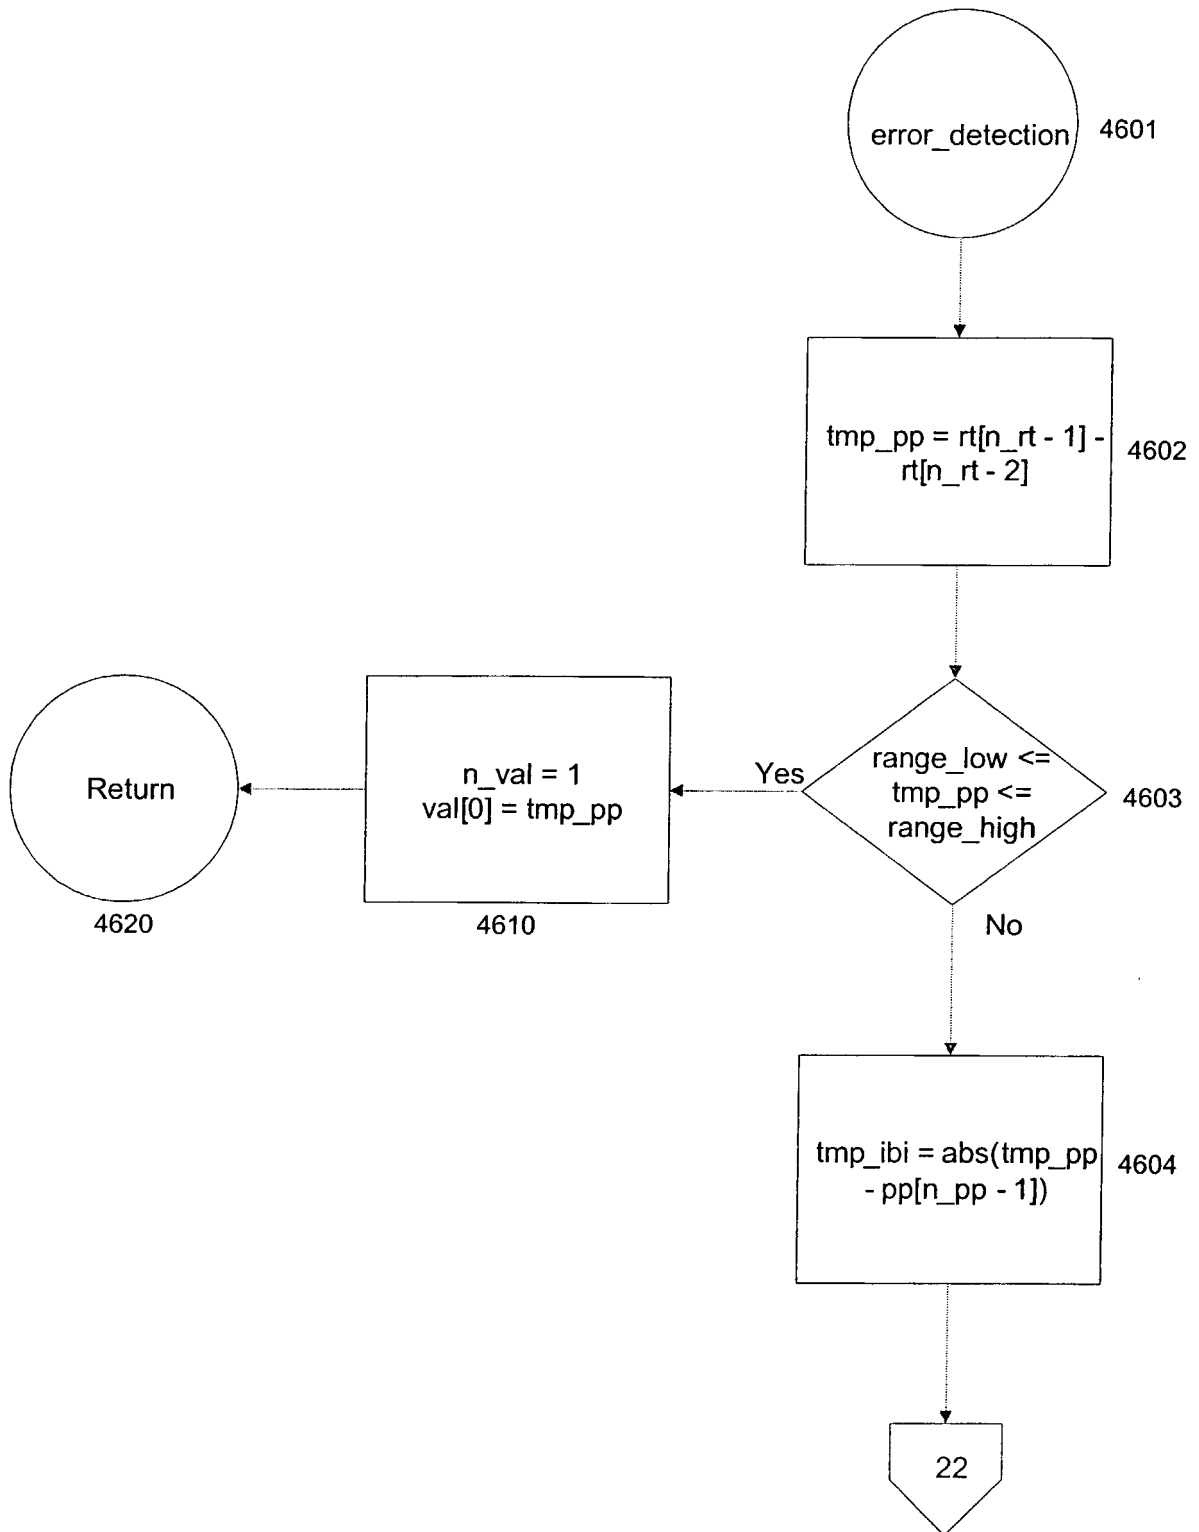 error_detection
4601
tmp_pp = rt[n_rt - 1] -
rt[n_rt - 2]
4602
range_low <=
tmp_pp <=
range_high
4603
Yes
n_val = 1
val[0] = tmp_pp
4610
Return
4620
No
tmp_ibi = abs(tmp_pp
- pp[n_pp - 1])
4604
22